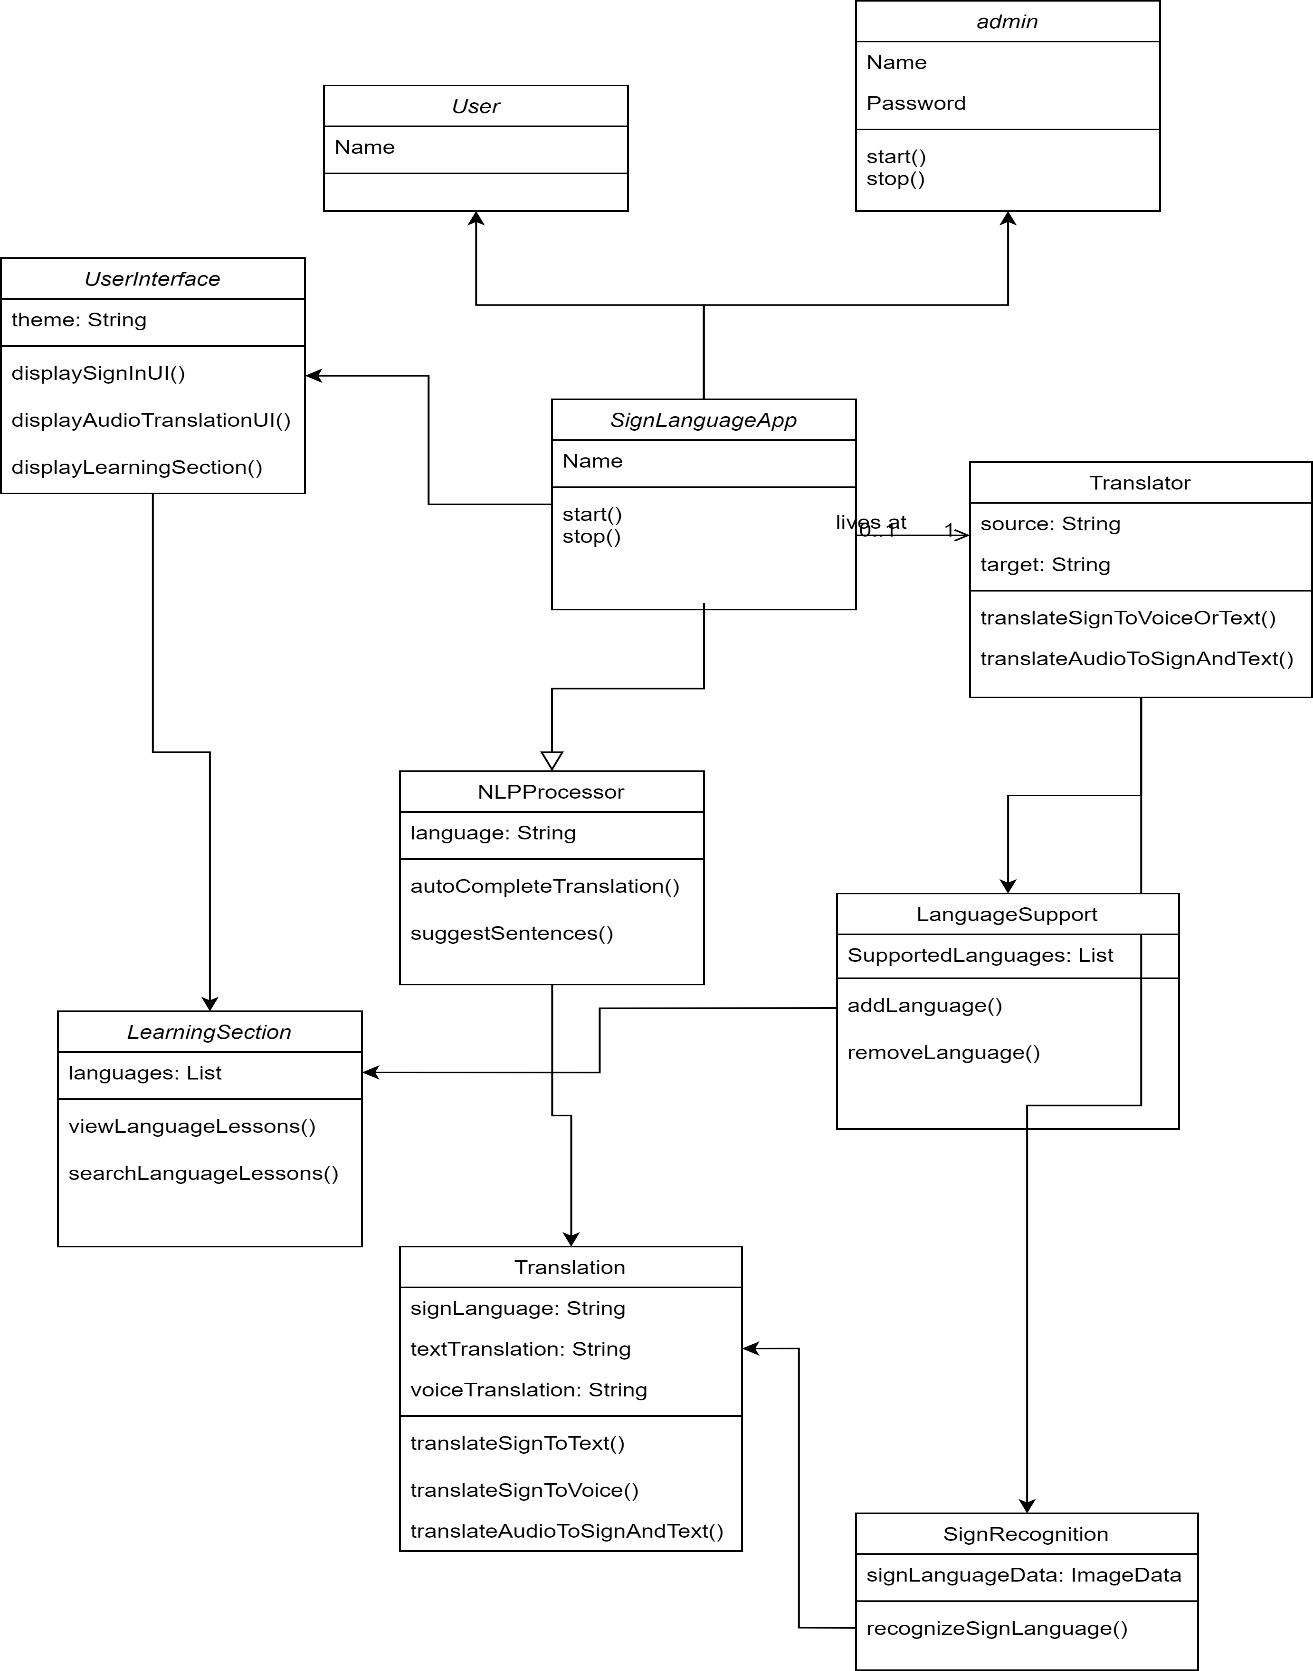 admin
Name
Password
start()
stop()
User
Name
UserInterface
theme: String
displaySignInUI()
displayAudioTranslationUI()
displayLearningSection()
SignLanguageApp
Name
start()
stop()
lives at
0..1
1
Translator
source: String
target: String
translateSignToVoiceOrText()
translateAudioToSignAndText()
NLPProcessor
language: String
autoCompleteTranslation()
suggestSentences()
LanguageSupport
SupportedLanguages: List
addLanguage()
removeLanguage()
LearningSection
languages: List
viewLanguageLessons()
searchLanguageLessons()
Translation
signLanguage: String
textTranslation: String
voiceTranslation: String
translateSignToText()
translateSignToVoice()
translateAudioToSignAndText()
SignRecognition
signLanguageData: ImageData
recognizeSignLanguage()